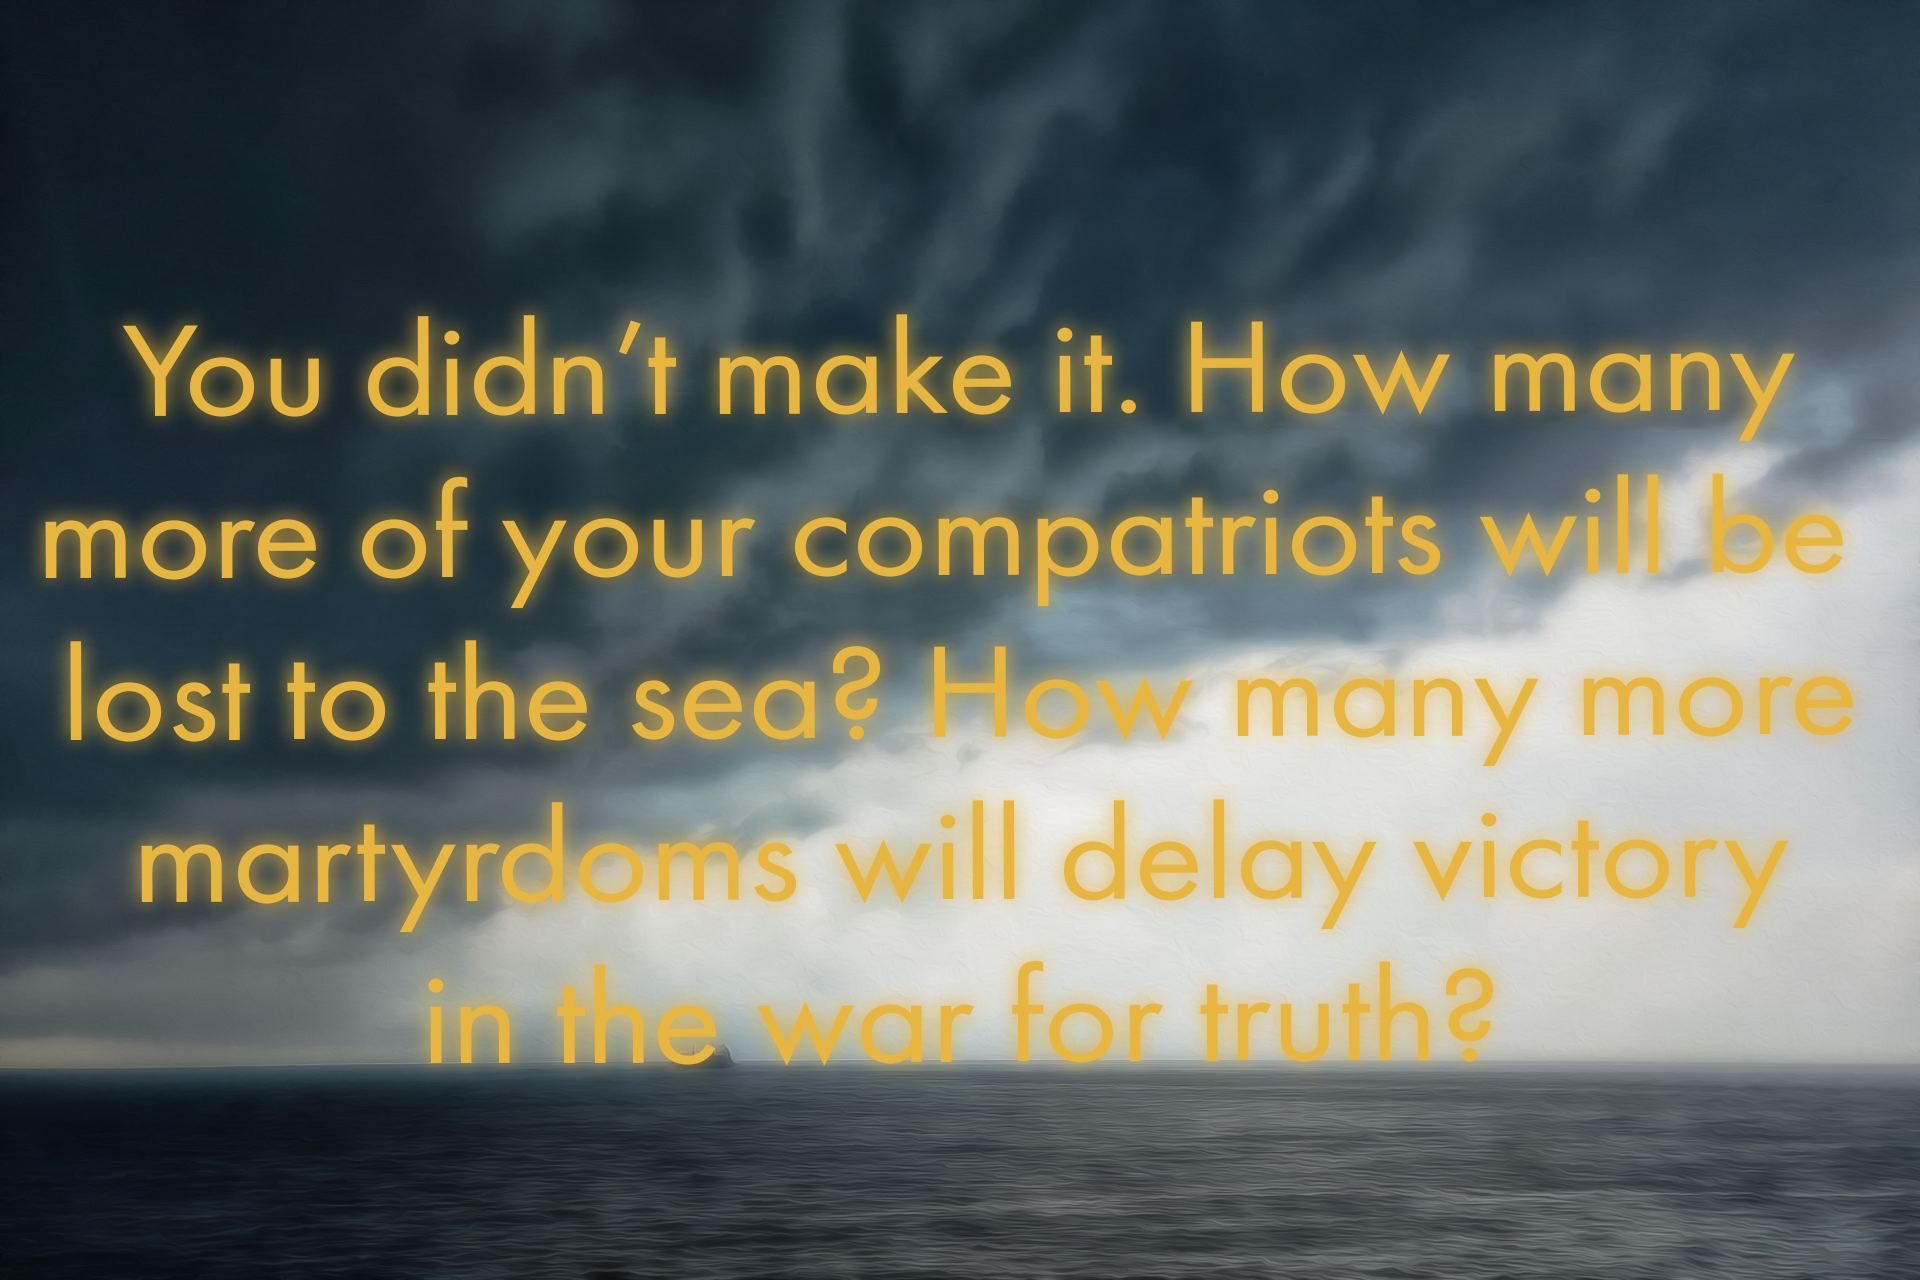 You didn’t make it. How many
more of your compatriots will be
lost to the sea? How many more
martyrdoms will delay victory
in the war for truth?